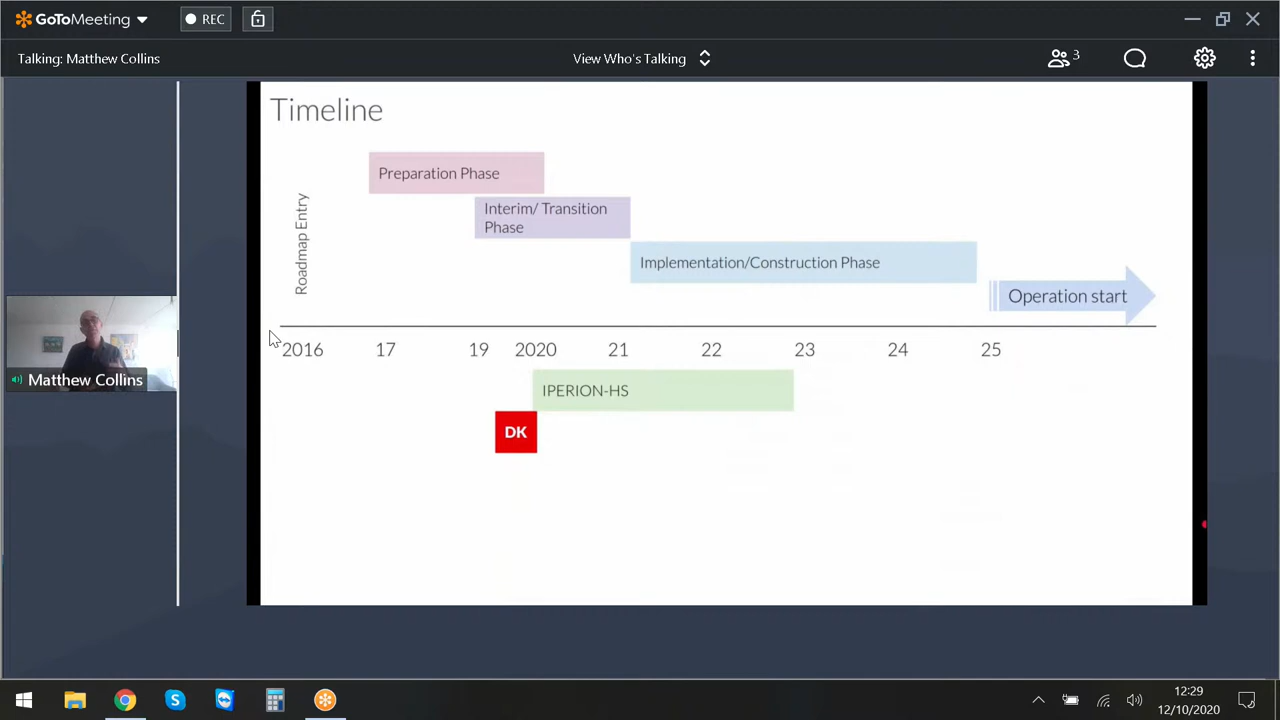 GoToMeeting
REC
Talking: Matthew Collins
View Who's Talking
3
Timeline
Preparation Phase
Roadmap Entry
Interim/ Transition
Phase
Implementation/Construction Phase
Operation start
2016 17 19 2020 21 22 23 24 25
Matthew Collins
IPERION-HS
DK
12:29
12/10/2020